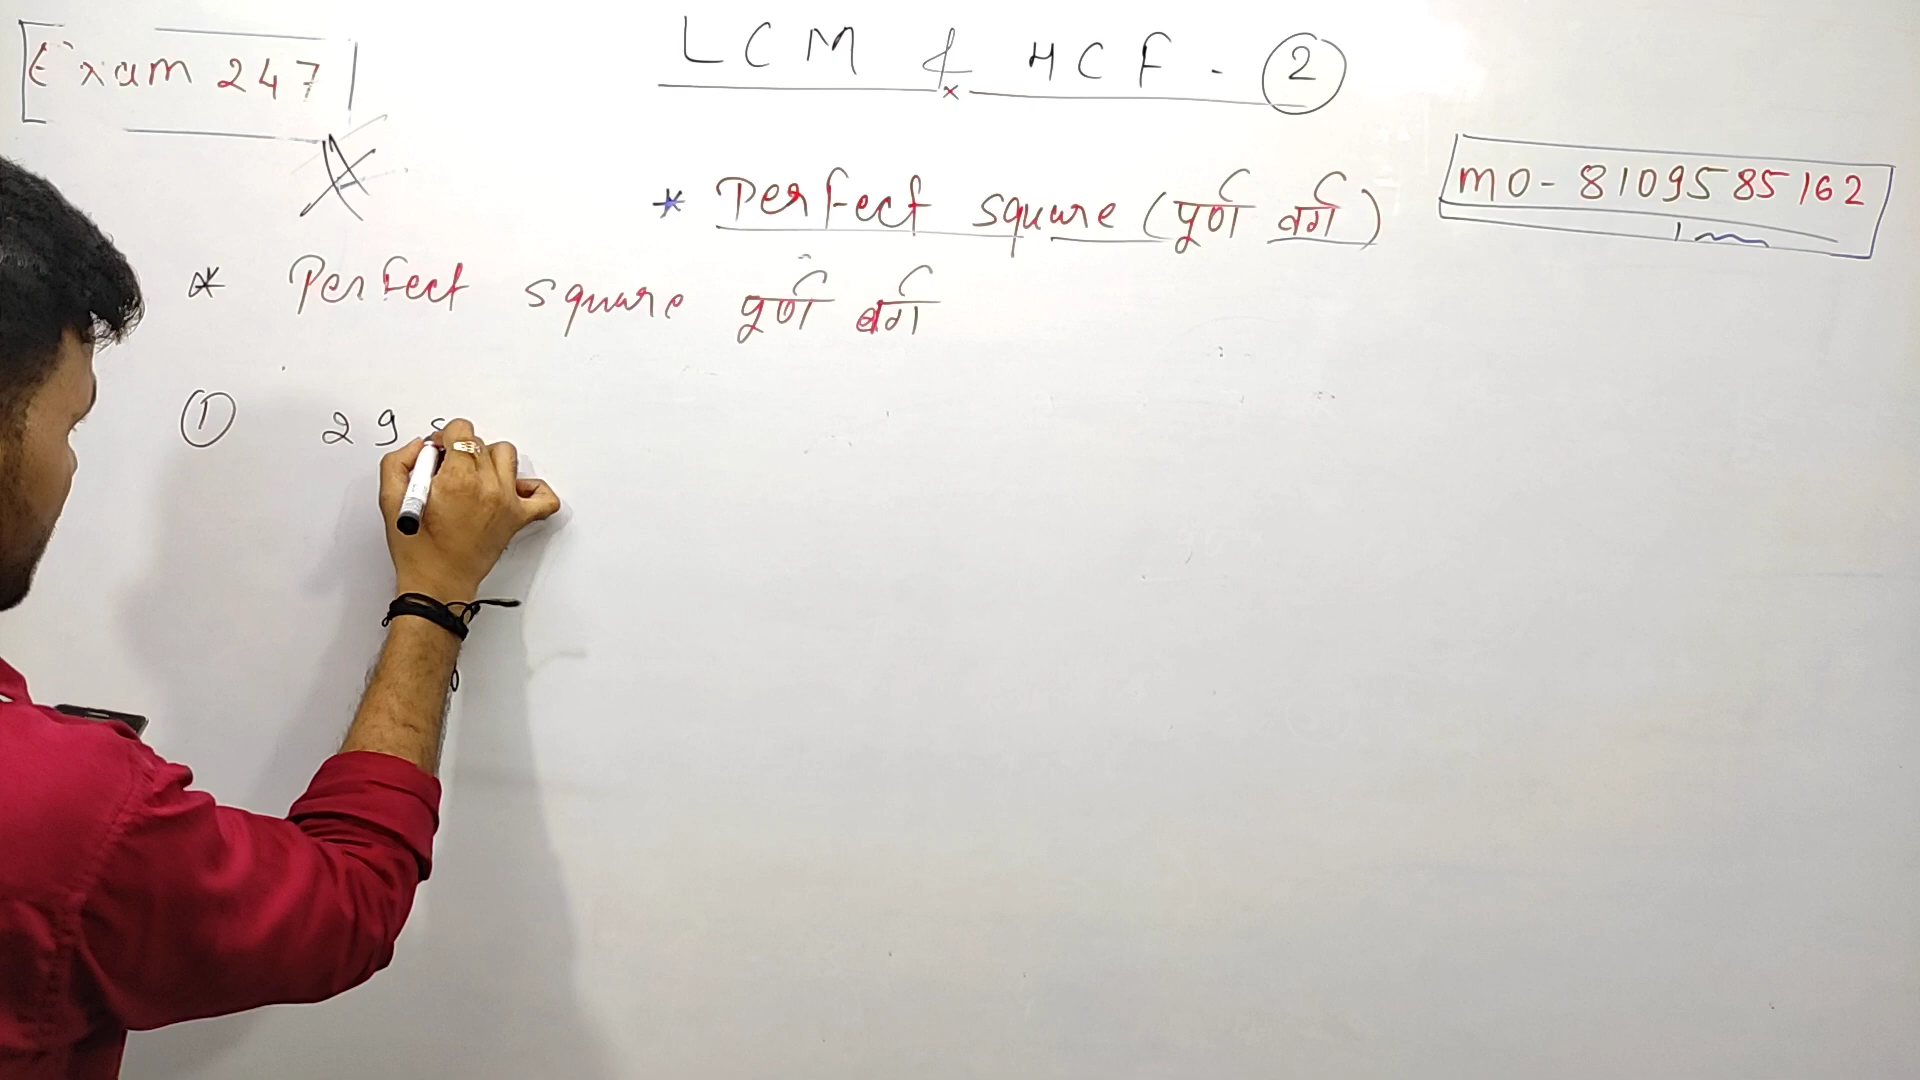 LCM & HCF - 2
Exam 247
mo- 8109585162
* Perfect square (पूर्ण वर्ग)
* Perfect square पूर्ण वर्ग
① 29